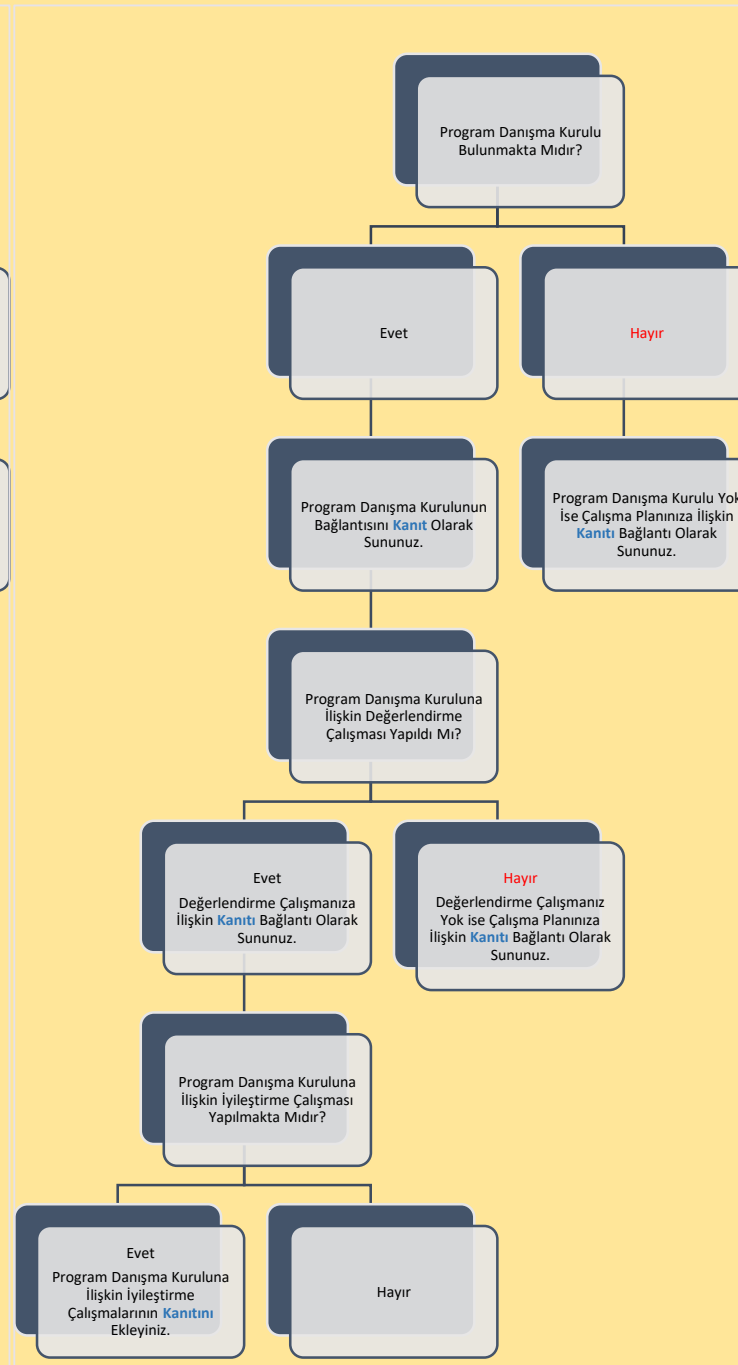 Program Danışma Kurulu
Bulunmakta Mıdır?
Evet
Hayır
Program Danışma Kurulunun
Bağlantısını Kanıt Olarak
Sununuz.
Program Danışma Kurulu Yok
İse Çalışma Planınıza İlişkin
Kanıtı Bağlantı Olarak
Sununuz.
Program Danışma Kuruluna
İlişkin Değerlendirme
Çalışması Yapıldı Mı?
Evet
Değerlendirme Çalışmanıza
İlişkin Kanıtı Bağlantı Olarak
Sununuz.
Hayır
Değerlendirme Çalışmanız
Yok ise Çalışma Planınıza
İlişkin Kanıtı Bağlantı Olarak
Sununuz.
Program Danışma Kuruluna
İlişkin İyileştirme Çalışması
Yapılmakta Mıdır?
Evet
Program Danışma Kuruluna
İlişkin İyileştirme
Çalışmalarının Kanıtını
Ekleyiniz.
Hayır